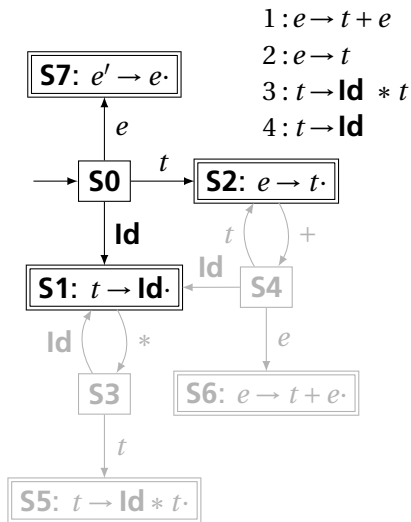 1 : e → t + e
2 : e → t
3 : t → Id ∗ t
4 : t → Id
S7: e′ → e·
e
S0
t
S2: e → t·
Id
t
+
S1: t → Id·
Id
S4
Id
∗
e
S3
S6: e → t + e·
t
S5: t → Id ∗ t·